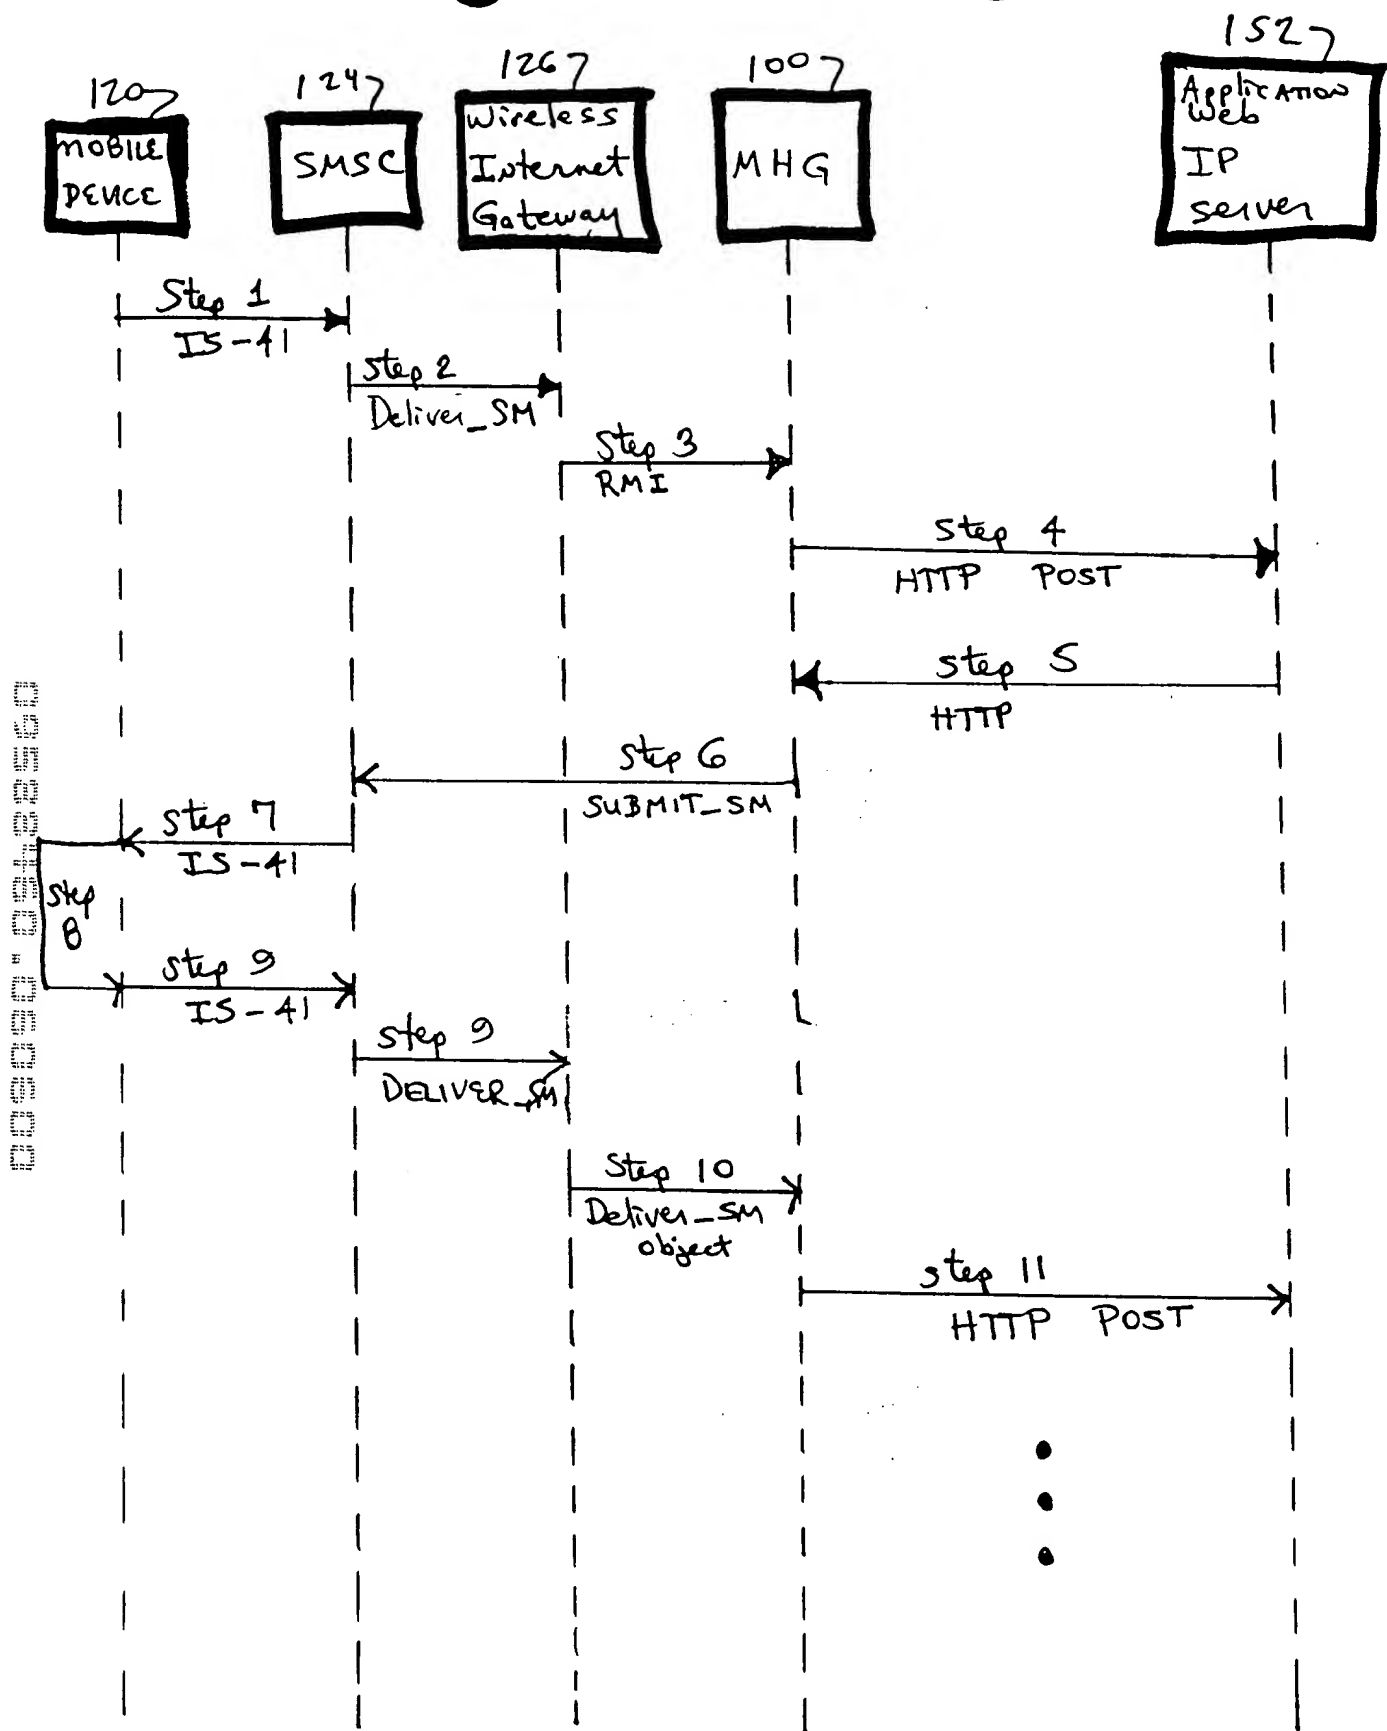 120
124
126
100
152
MOBILE
DEVICE
SMSC
Wireless
Internet
Gateway
MHG
Application
Web
IP
Server
Step 1
IS-41
Step 2
Deliver_SM
Step 3
RMI
Step 4
HTTP POST
Step 5
HTTP
Step 6
SUBMIT_SM
Step 7
IS-41
Step
8
Step 9
IS-41
Step 9
DELIVER_SM
Step 10
Deliver_SM
object
Step 11
HTTP POST